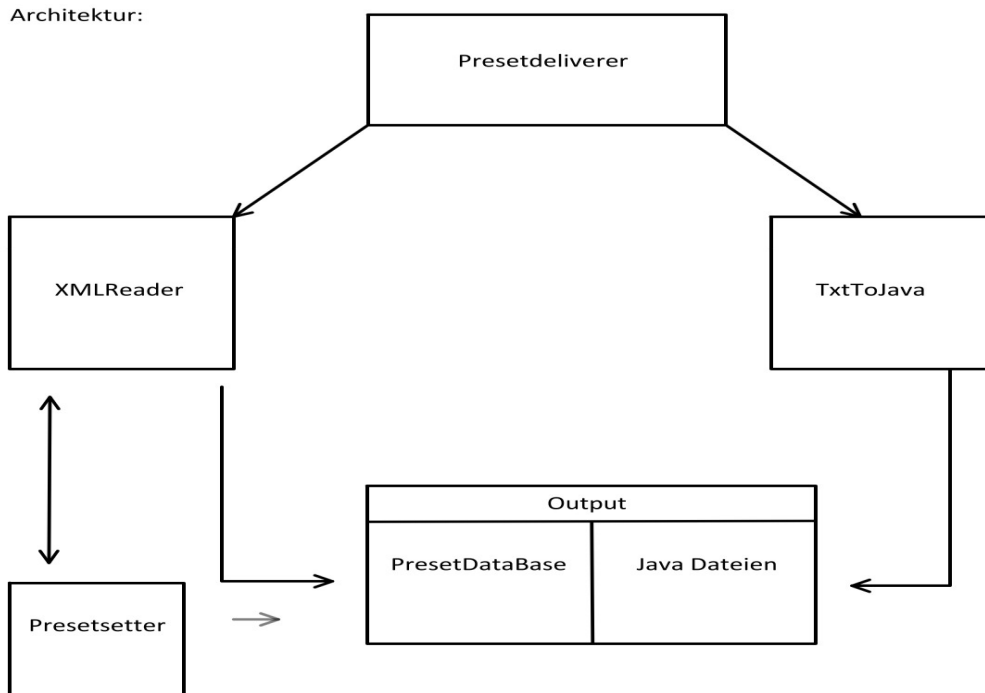 Architektur:
Presetdeliverer
XMLReader
TxtToJava
Output
PresetDataBase
Java Dateien
Presetsetter